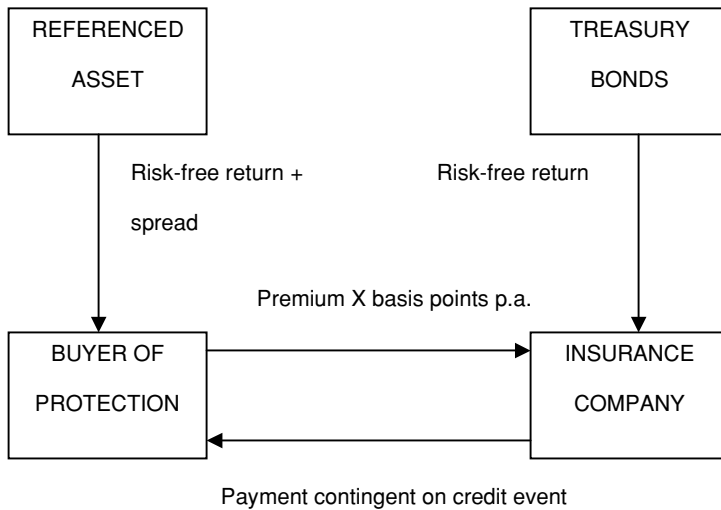 REFERENCED
ASSET
TREASURY
BONDS
Risk-free return +
spread
Risk-free return
Premium X basis points p.a.
BUYER OF
PROTECTION
INSURANCE
COMPANY
Payment contingent on credit event